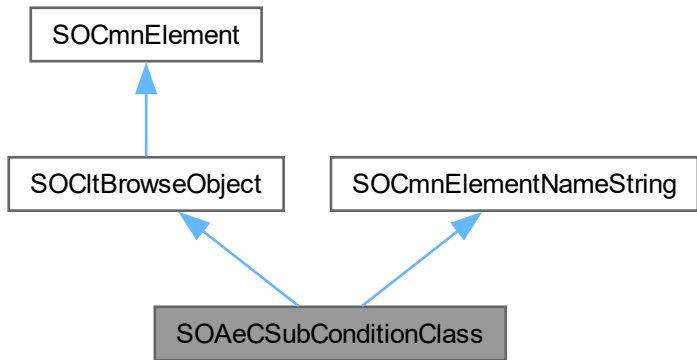 SOCmnElement
SOCltBrowseObject
SOCmnElementNameString
SOAeCSubConditionClass